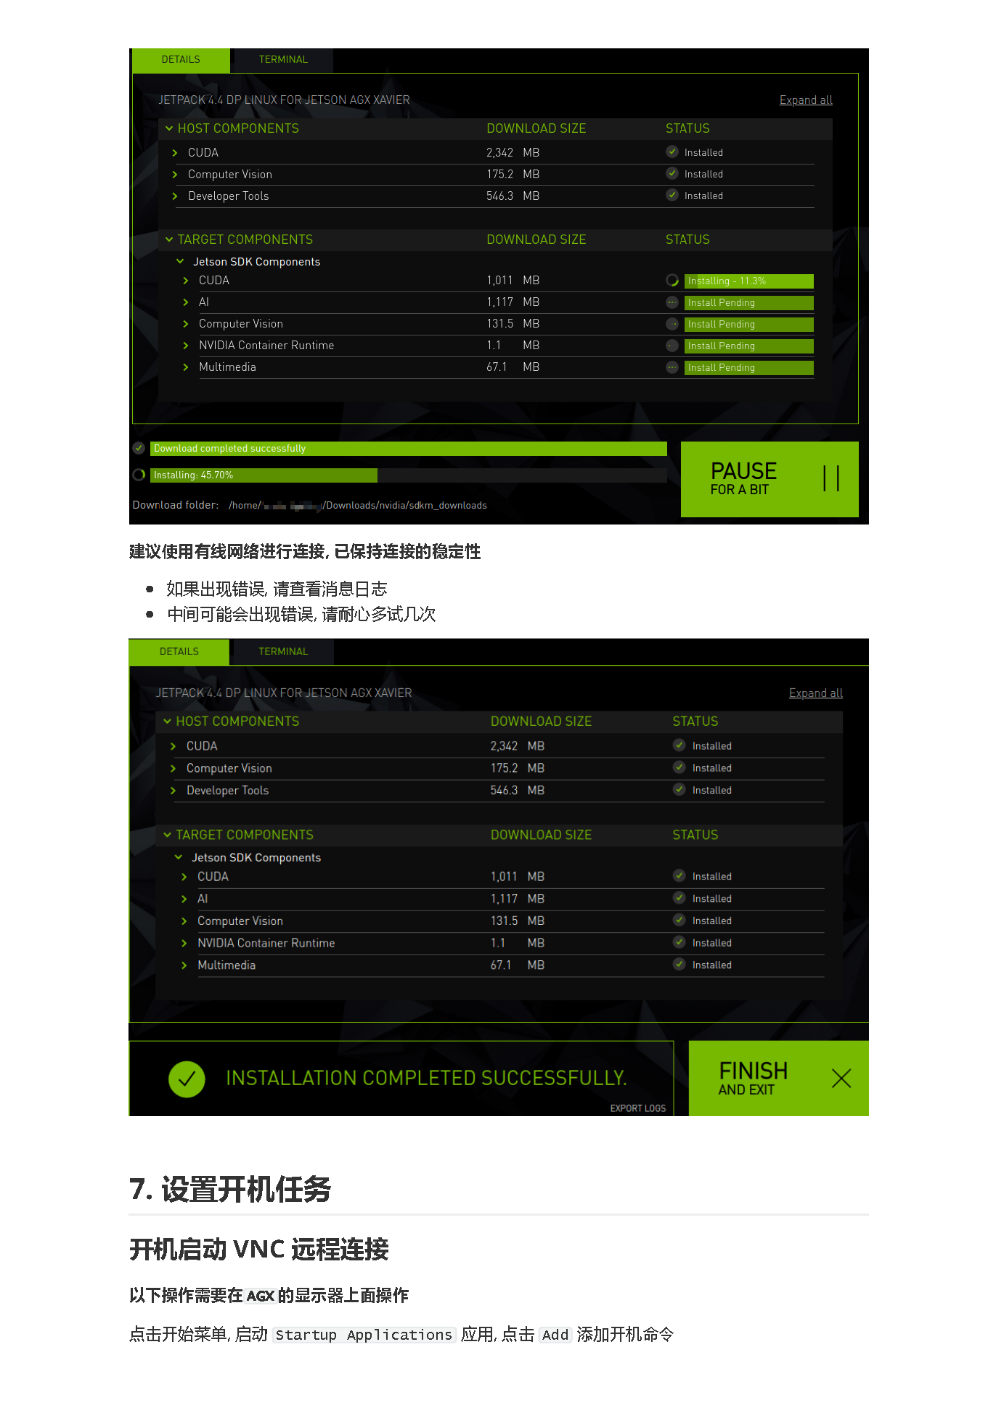 DETAILS TERMINAL
JETPACK 4.4 DP LINUX FOR JETSON AGX XAVIER Expand all
HOST COMPONENTS DOWNLOAD SIZE STATUS
CUDA 2,342 MB Installed
Computer Vision 175.2 MB Installed
Developer Tools 546.3 MB Installed
TARGET COMPONENTS DOWNLOAD SIZE STATUS
Jetson SDK Components
CUDA 1,011 MB Installing - 11.3%
AI 1,117 MB Install Pending
Computer Vision 131.5 MB Install Pending
NVIDIA Container Runtime 1.1 MB Install Pending
Multimedia 67.1 MB Install Pending
Download completed successfully
Installing: 45.70%
PAUSE
FOR A BIT
Download folder: /home/ /Downloads/nvidia/sdkm_downloads
建议使用有线网络进行连接, 已保持连接的稳定性
• 如果出现错误, 请查看消息日志
• 中间可能会出现错误, 请耐心多试几次
DETAILS TERMINAL
JETPACK 4.4 DP LINUX FOR JETSON AGX XAVIER Expand all
HOST COMPONENTS DOWNLOAD SIZE STATUS
CUDA 2,342 MB Installed
Computer Vision 175.2 MB Installed
Developer Tools 546.3 MB Installed
TARGET COMPONENTS DOWNLOAD SIZE STATUS
Jetson SDK Components
CUDA 1,011 MB Installed
AI 1,117 MB Installed
Computer Vision 131.5 MB Installed
NVIDIA Container Runtime 1.1 MB Installed
Multimedia 67.1 MB Installed
INSTALLATION COMPLETED SUCCESSFULLY.
EXPORT LOGS
FINISH
AND EXIT
7. 设置开机任务
开机启动 VNC 远程连接
以下操作需要在 AGX 的显示器上面操作
点击开始菜单, 启动 Startup Applications 应用, 点击 Add 添加开机命令